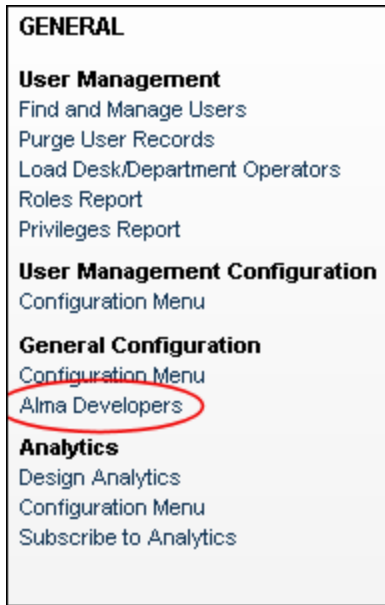 GENERAL
User Management
Find and Manage Users
Purge User Records
Load Desk/Department Operators
Roles Report
Privileges Report
User Management Configuration
Configuration Menu
General Configuration
Configuration Menu
Alma Developers
Analytics
Design Analytics
Configuration Menu
Subscribe to Analytics